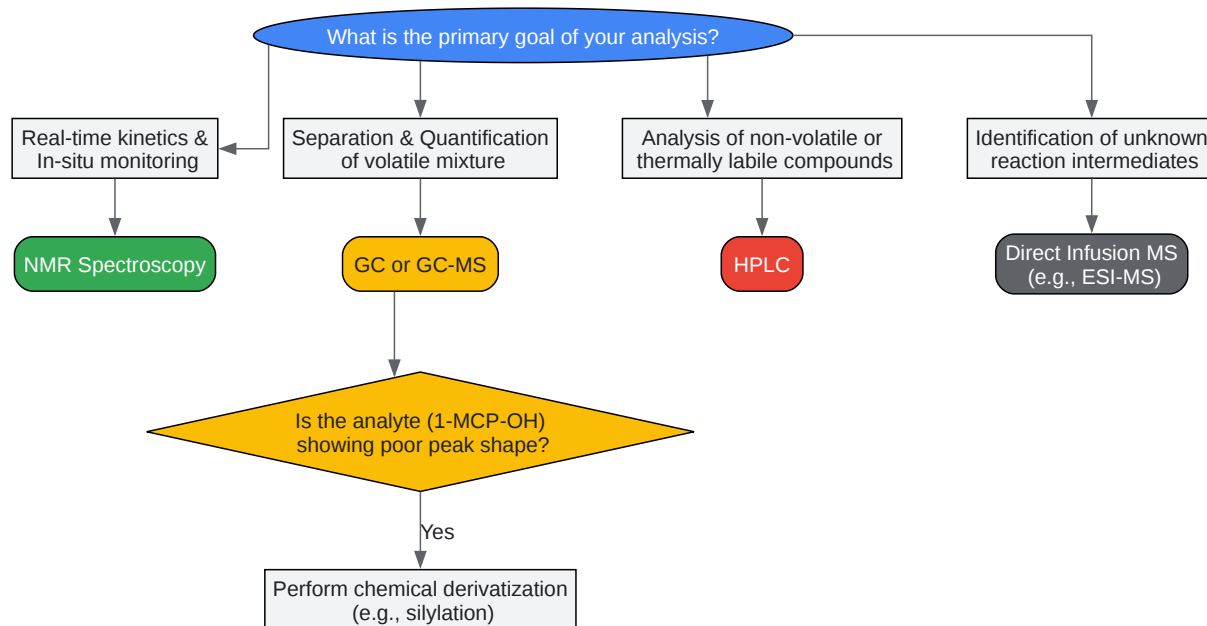 What is the primary goal of your analysis?
Real-time kinetics &
In-situ monitoring
Separation & Quantification
of volatile mixture
Analysis of non-volatile or
thermally labile compounds
Identification of unknown
reaction intermediates
NMR Spectroscopy
GC or GC-MS
HPLC
Direct Infusion MS
(e.g., ESI-MS)
Is the analyte (1-MCP-OH)
showing poor peak shape?
Yes
Perform chemical derivatization
(e.g., silylation)